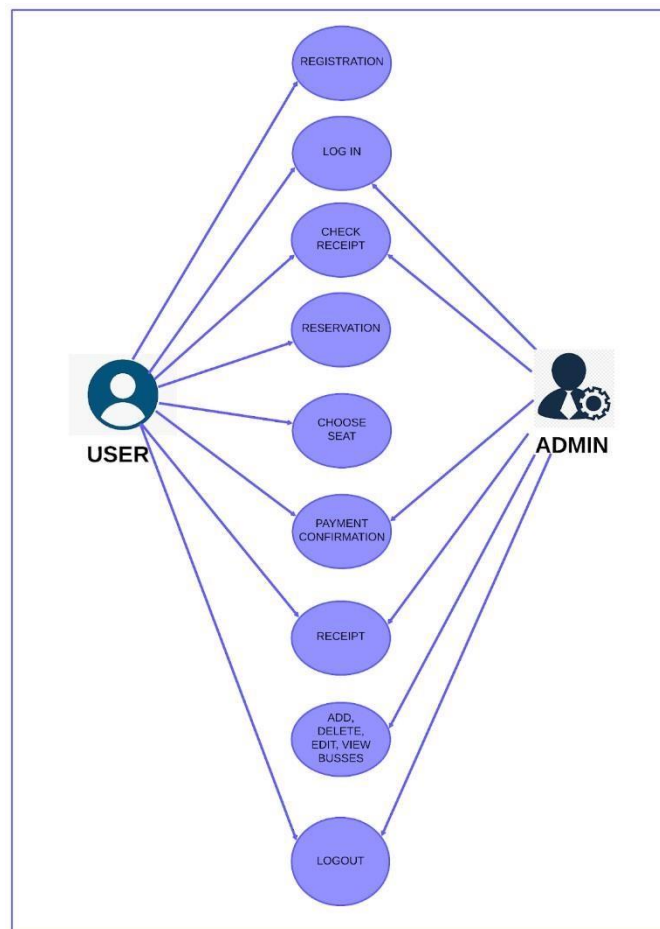 REGISTRATION
LOG IN
CHECK
RECEIPT
RESERVATION
CHOOSE
SEAT
USER
ADMIN
PAYMENT
CONFIRMATION
RECEIPT
ADD,
DELETE,
EDIT, VIEW
BUSSES
LOGOUT